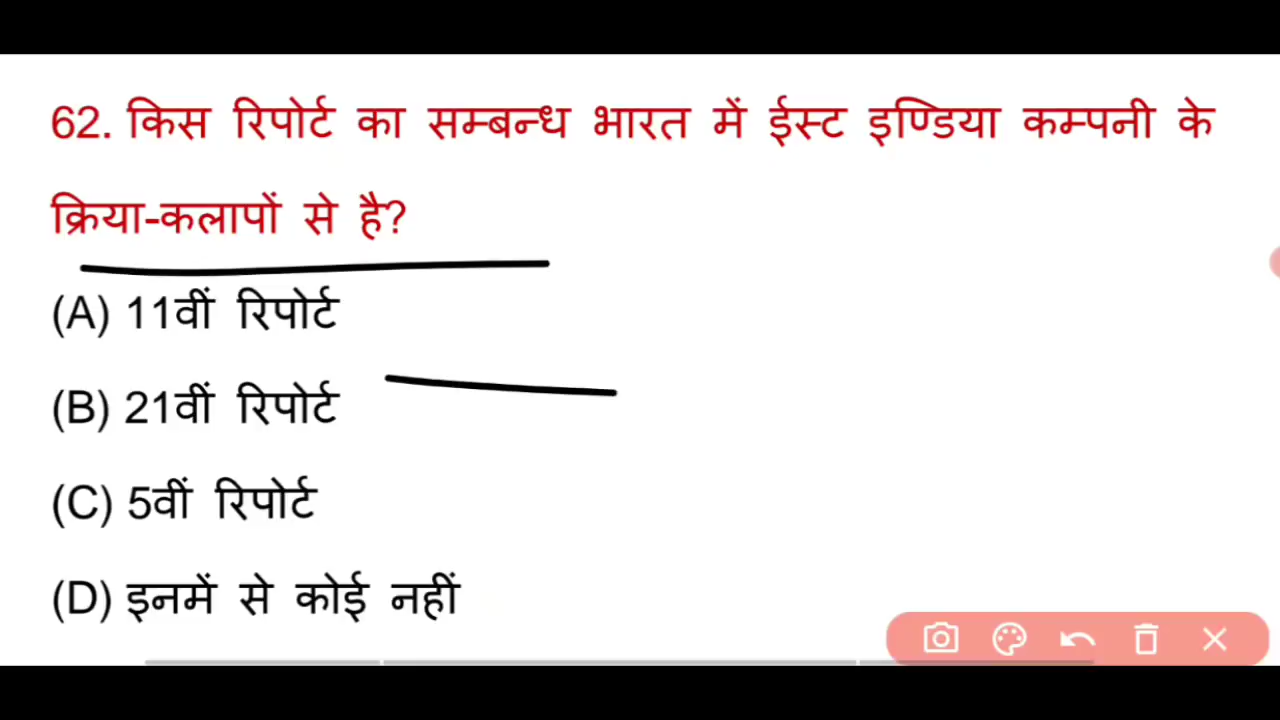 62. किस रिपोर्ट का सम्बन्ध भारत में ईस्ट इण्डिया कम्पनी के
क्रिया-कलापों से है?
(A) 11वीं रिपोर्ट
(B) 21वीं रिपोर्ट
(C) 5वीं रिपोर्ट
(D) इनमें से कोई नहीं